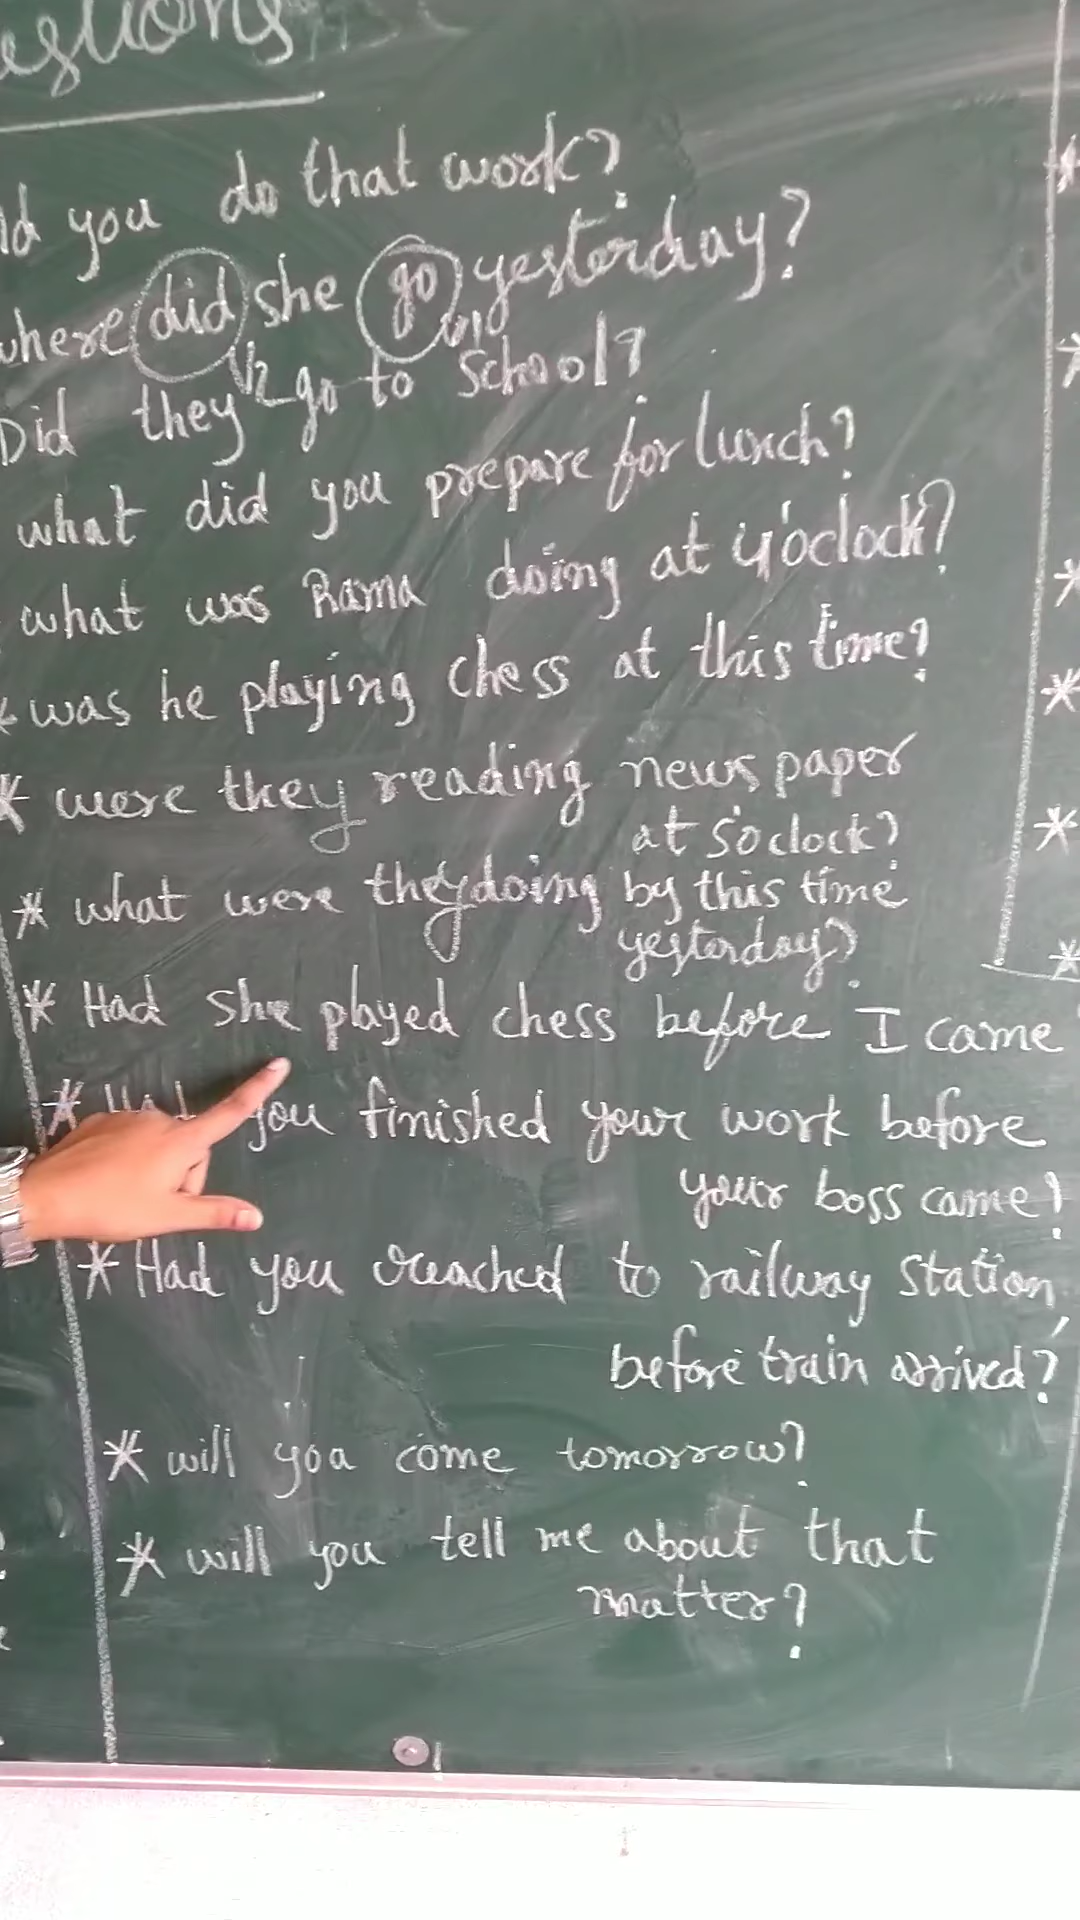 you do that work?
where did she go yesterday?
V2 V1
Did they go to school?
what did you prepare for lunch?
what was Rama doing at 4'oclock?
* was he playing chess at this time?
* were they reading news paper
at 5'oclock?
* what were they doing by this time
yesterday?
* Had she played chess before I came
* you finished your work before
your boss came?
* Had you reached to railway station,
before train arrived?
* will you come tomorrow?
* will you tell me about that
matter?